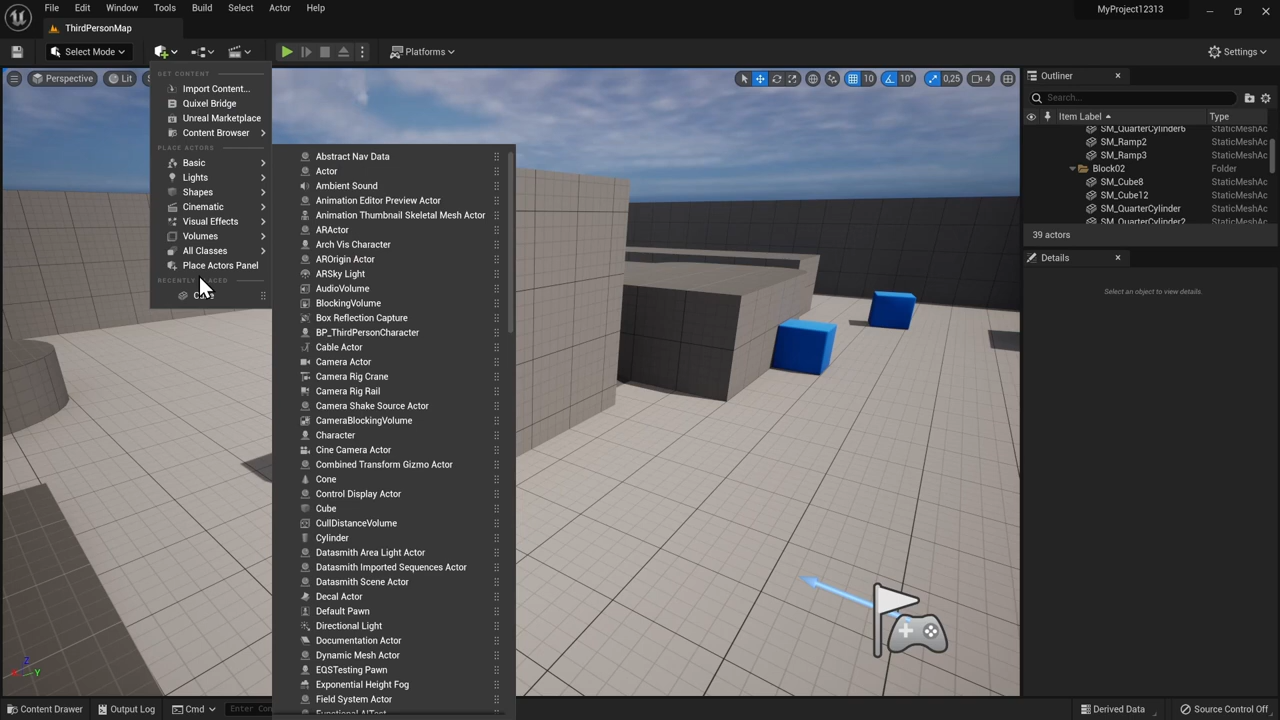 File Edit Window Tools Build Select Actor Help
MyProject12313
ThirdPersonMap
Select Mode
Platforms
Settings
Perspective
Lit
10
10°
0,25
4
GET CONTENT
Import Content...
Quixel Bridge
Unreal Marketplace
Content Browser
PLACE ACTORS
Basic
Lights
Shapes
Cinematic
Visual Effects
Volumes
All Classes
Place Actors Panel
Abstract Nav Data
Actor
Ambient Sound
Animation Editor Preview Actor
Animation Thumbnail Skeletal Mesh Actor
ARActor
Arch Vis Character
AROrigin Actor
ARSky Light
AudioVolume
BlockingVolume
Box Reflection Capture
BP_ThirdPersonCharacter
Cable Actor
Camera Actor
Camera Rig Crane
Camera Rig Rail
Camera Shake Source Actor
CameraBlockingVolume
Character
Cine Camera Actor
Combined Transform Gizmo Actor
Cone
Control Display Actor
Cube
CullDistanceVolume
Cylinder
Datasmith Area Light Actor
Datasmith Imported Sequences Actor
Datasmith Scene Actor
Decal Actor
Default Pawn
Directional Light
Documentation Actor
Dynamic Mesh Actor
EQSTesting Pawn
Exponential Height Fog
Field System Actor
Functional AITest
Outliner
Search...
Item Label Type
SM_QuarterCylinder6 StaticMeshAc
SM_Ramp2 StaticMeshAc
SM_Ramp3 StaticMeshAc
Block02 Folder
SM_Cube8 StaticMeshAc
SM_Cube12 StaticMeshAc
SM_QuarterCylinder StaticMeshAc
SM_QuarterCylinder2 StaticMeshAc
39 actors
Details
Select an object to view details.
Z
X Y
Content Drawer
Output Log
Cmd
Enter Con
Derived Data
Source Control Off